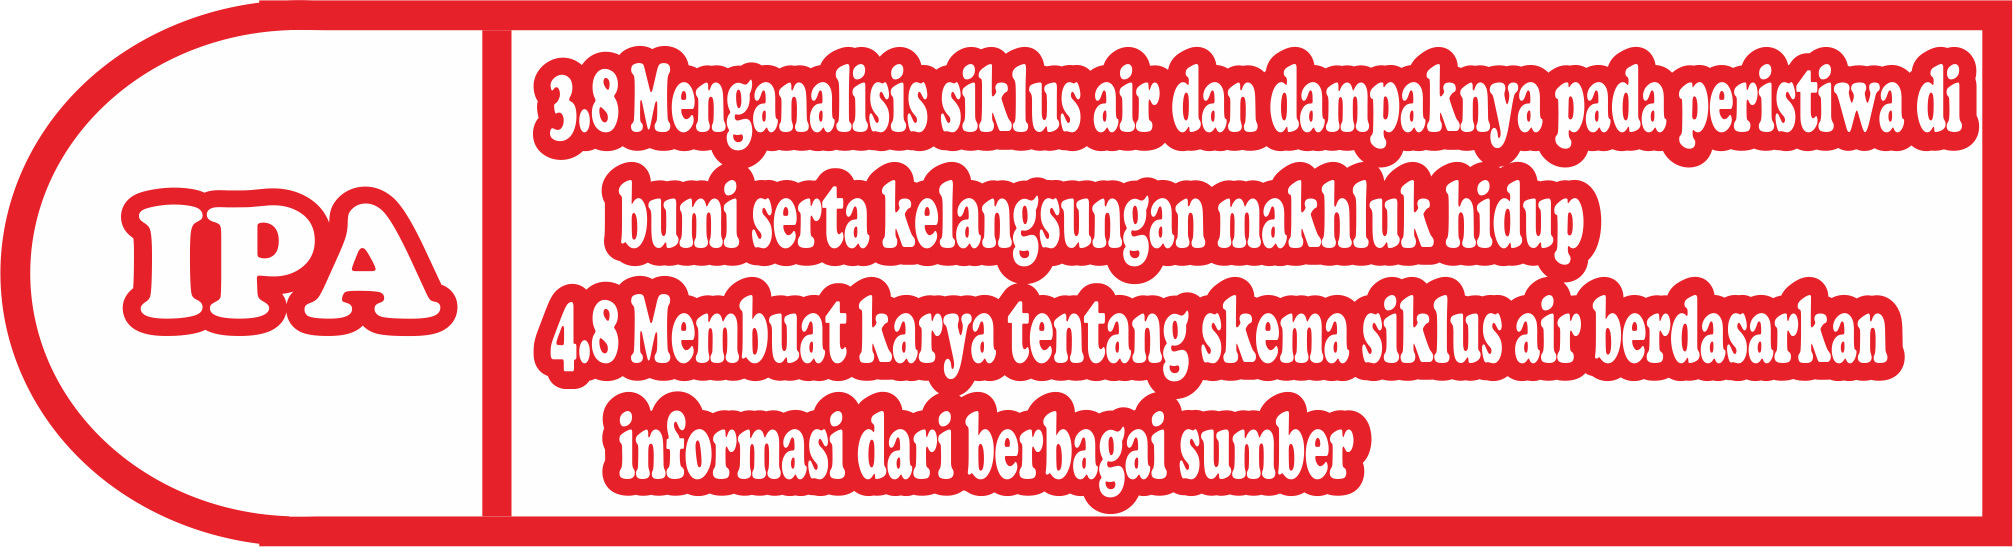 IPA
3.8 Menganalisis siklus air dan dampaknya pada peristiwa di
bumi serta kelangsungan makhluk hidup
4.8 Membuat karya tentang skema siklus air berdasarkan
informasi dari berbagai sumber